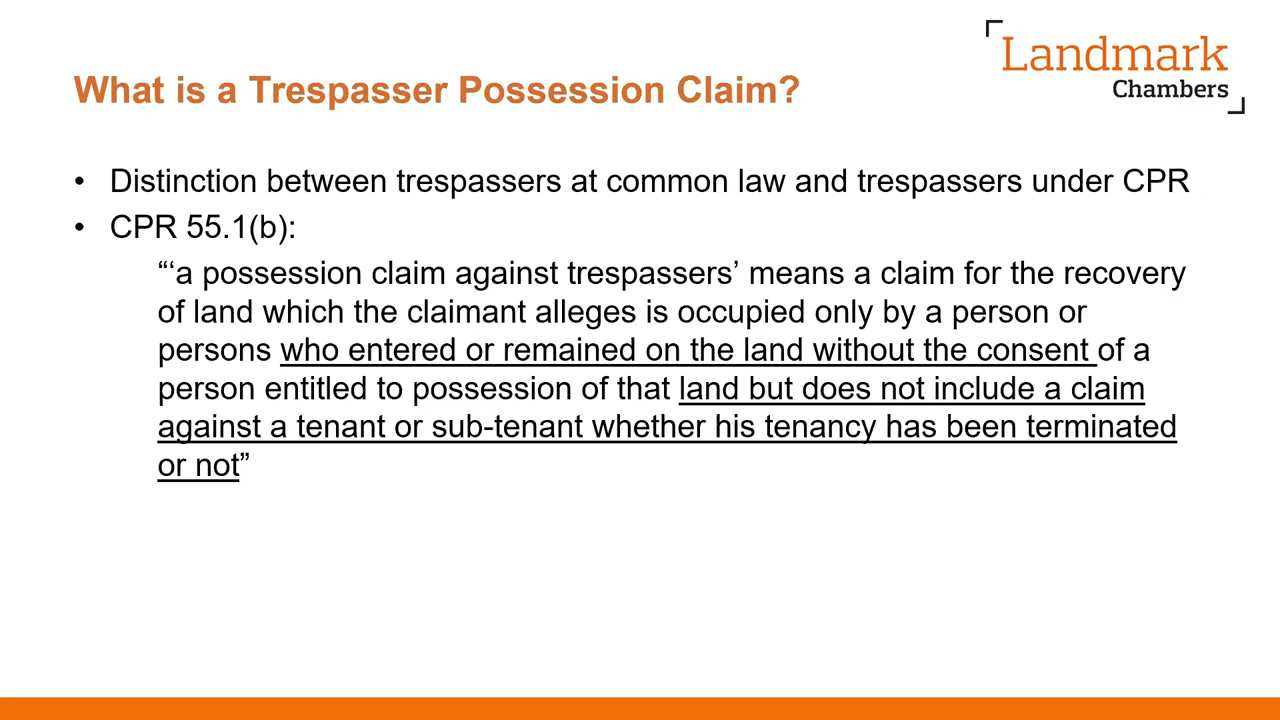 Landmark
Chambers
What is a Trespasser Possession Claim?
• Distinction between trespassers at common law and trespassers under CPR
• CPR 55.1(b):
“‘a possession claim against trespassers’ means a claim for the recovery
of land which the claimant alleges is occupied only by a person or
persons who entered or remained on the land without the consent of a
person entitled to possession of that land but does not include a claim
against a tenant or sub-tenant whether his tenancy has been terminated
or not”